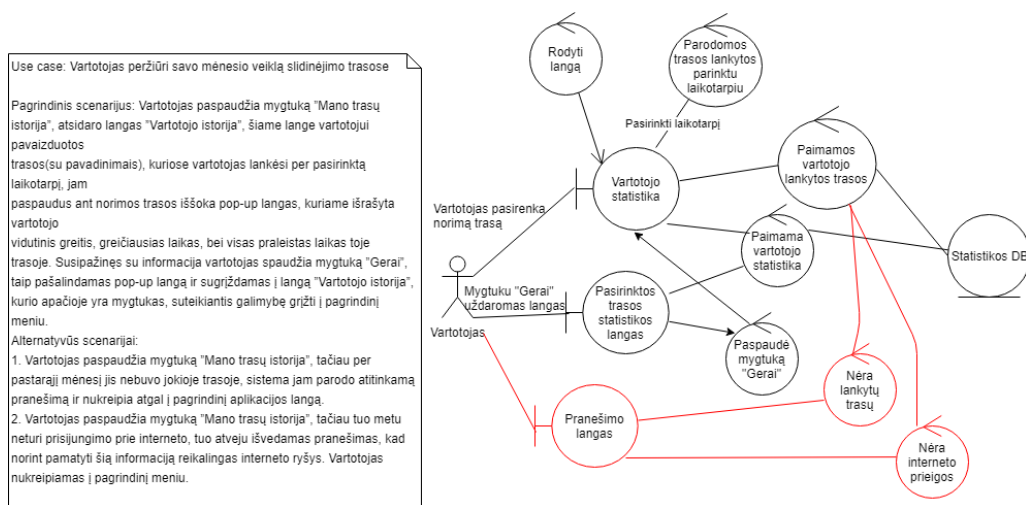 Use case: Vartotojas peržiūri savo mėnesio veiklą slidinėjimo trasose
Pagrindinis scenarijus: Vartotojas paspaudžia mygtuką "Mano trasų
istorija", atsidaro langas "Vartotojo istorija", šiame lange vartotojui
pavaizduotos
trasos(su pavadinimais), kuriose vartotojas lankėsi per pasirinktą
laikotarpį, jam
paspaudus ant norimos trasos iššoka pop-up langas, kuriame išrašyta
vartotojo
vidutinis greitis, greičiausias laikas, bei visas praleistas laikas toje
trasoje. Susipažinęs su informacija vartotojas spaudžia mygtuką "Gerai",
taip pašalindamas pop-up langą ir sugrįždamas į langą "Vartotojo istorija",
kurio apačioje yra mygtukas, suteikiantis galimybę grįžti į pagrindinį
meniu.
Alternatyvūs scenarijai:
1. Vartotojas paspaudžia mygtuką "Mano trasų istorija", tačiau per
pastarąjį mėnesį jis nebuvo jokioje trasoje, sistema jam parodo atitinkamą
pranešimą ir nukreipia atgal į pagrindinį aplikacijos langą.
2. Vartotojas paspaudžia mygtuką "Mano trasų istorija", tačiau tuo metu
neturi prisijungimo prie interneto, tuo atveju išvedamas pranešimas, kad
norint pamatyti šią informaciją reikalingas interneto ryšys. Vartotojas
nukreipiamas į pagrindinį meniu.
Rodyti
langą
Parodomos
trasos lankytos
parinktu
laikotarpiu
Pasirinkti laikotarpį
Vartotojo
statistika
Paimamos
vartotojo
lankytos trasos
Vartotojas pasirenka
norimą trasą
Paimama
vartotojo
statistika
Statistikos DB
Mygtuku "Gerai"
uždaromas langas
Vartotojas
Pasirinktos
trasos
statistikos
langas
Paspaudė
mygtuką
"Gerai"
Nėra
lankytų
trasų
Pranešimo
langas
Nėra
interneto
prieigos